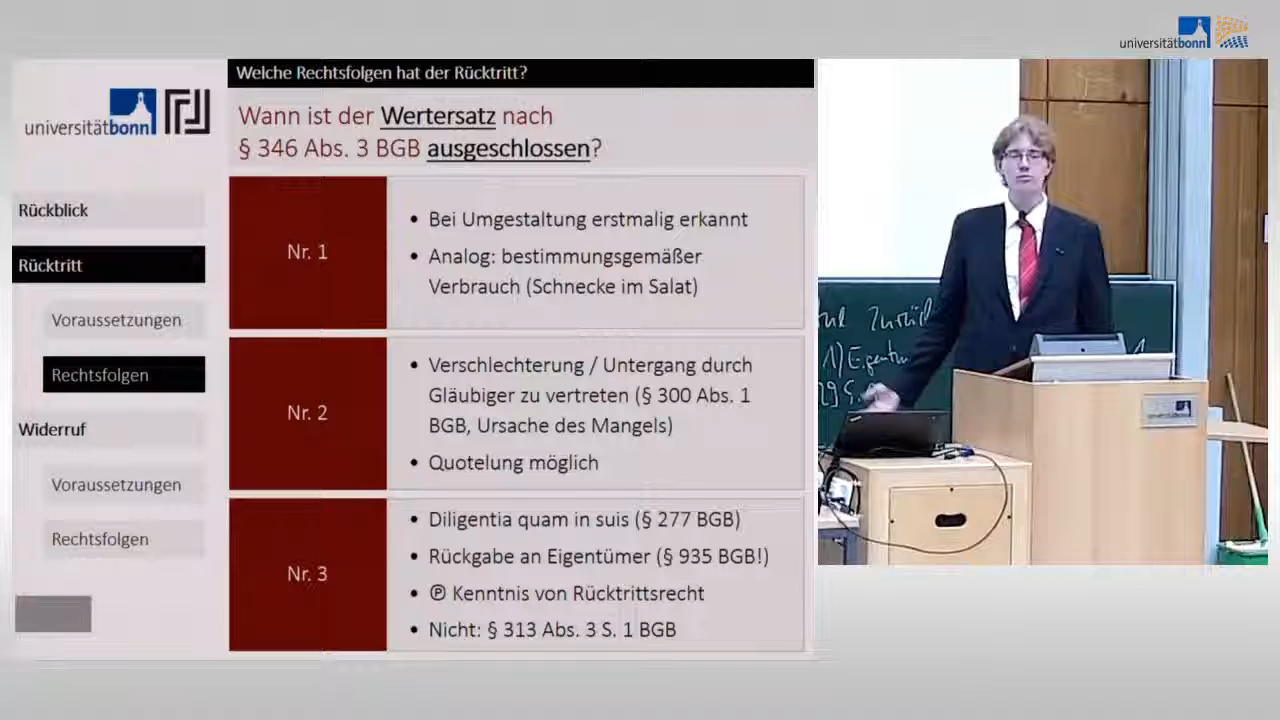 universitätbonn
Welche Rechtsfolgen hat der Rücktritt?
universitätbonn
Wann ist der Wertersatz nach
§ 346 Abs. 3 BGB ausgeschlossen?
Rückblick
Rücktritt
Voraussetzungen
Rechtsfolgen
Widerruf
Voraussetzungen
Rechtsfolgen
Nr. 1
• Bei Umgestaltung erstmalig erkannt
• Analog: bestimmungsgemäßer
Verbrauch (Schnecke im Salat)
Nr. 2
• Verschlechterung / Untergang durch
Gläubiger zu vertreten (§ 300 Abs. 1
BGB, Ursache des Mangels)
• Quotelung möglich
Nr. 3
• Diligentia quam in suis (§ 277 BGB)
• Rückgabe an Eigentümer (§ 935 BGB!)
• ℗ Kenntnis von Rücktrittsrecht
• Nicht: § 313 Abs. 3 S. 1 BGB